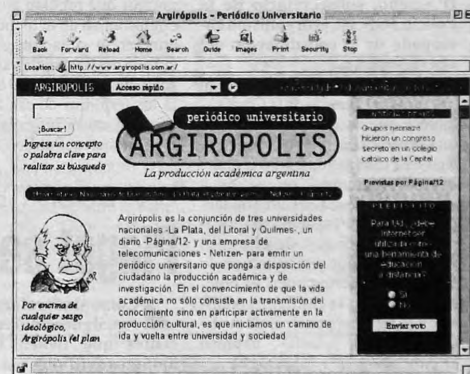 Argirópolis - Periódico Universitario
Back Forward Reload Home Search Guide Images Print Security Stop
Location: http://www.argiropolis.com.ar/
ARGIROPOLIS Acceso rápido
¡Buscar!
Ingrese un concepto
o palabra clave para
realizar su búsqueda
periódico universitario
ARGIROPOLIS
La producción académica argentina
Argirópolis es la conjunción de tres universidades
nacionales -La Plata, del Litoral y Quilmes-, un
diario -Página/12- y una empresa de
telecomunicaciones - Netizen- para emitir un
periódico universitario que ponga a disposición del
ciudadano la producción académica y de
investigación. En el convencimiento de que la vida
académica no sólo consiste en la transmisión del
conocimiento sino en participar activamente en la
producción cultural, es que iniciamos un camino de
ida y vuelta entre universidad y sociedad.
Por encima de
cualquier sesgo
ideológico,
Argirópolis (el plan
Grupos neonazis
hicieron un congreso
secreto en un colegio
católico de la Capital
Previstas por Página/12
Para Ud. ¿debe
Internet ser
utilizada como
una herramienta de
educación
a distancia?
Si
No
Enviar voto